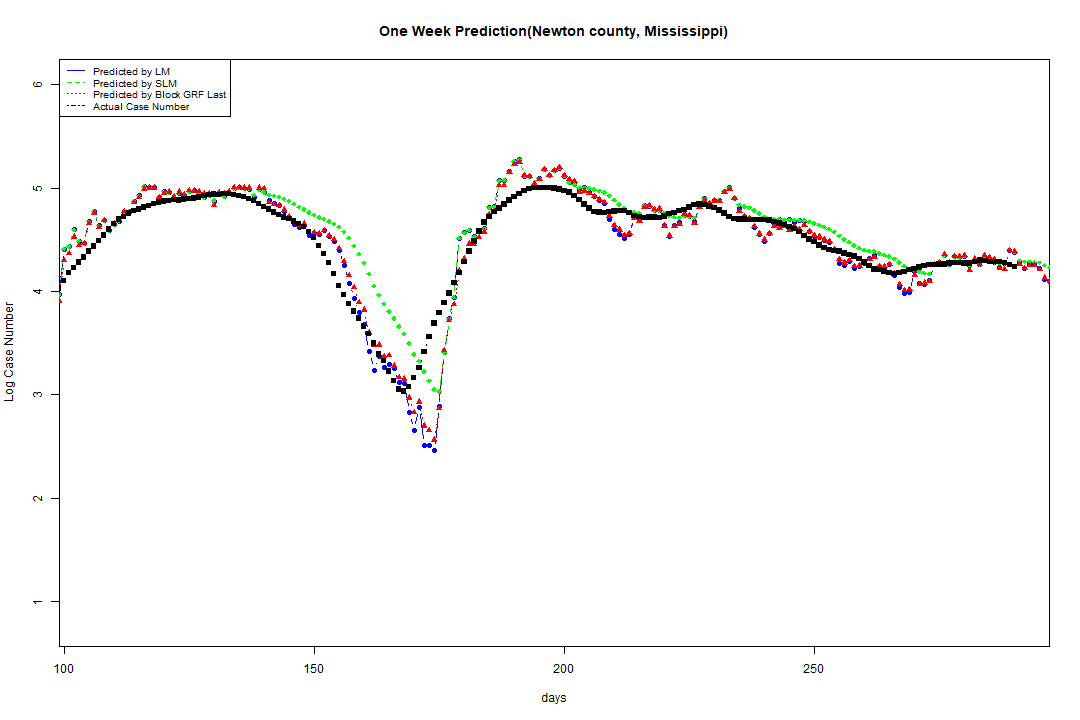 One Week Prediction(Newton county, Mississippi)
Predicted by LM
Predicted by SLM
Predicted by Block GRF Last
Actual Case Number
Log Case Number
6
5
4
3
2
1
100 150 200 250
days